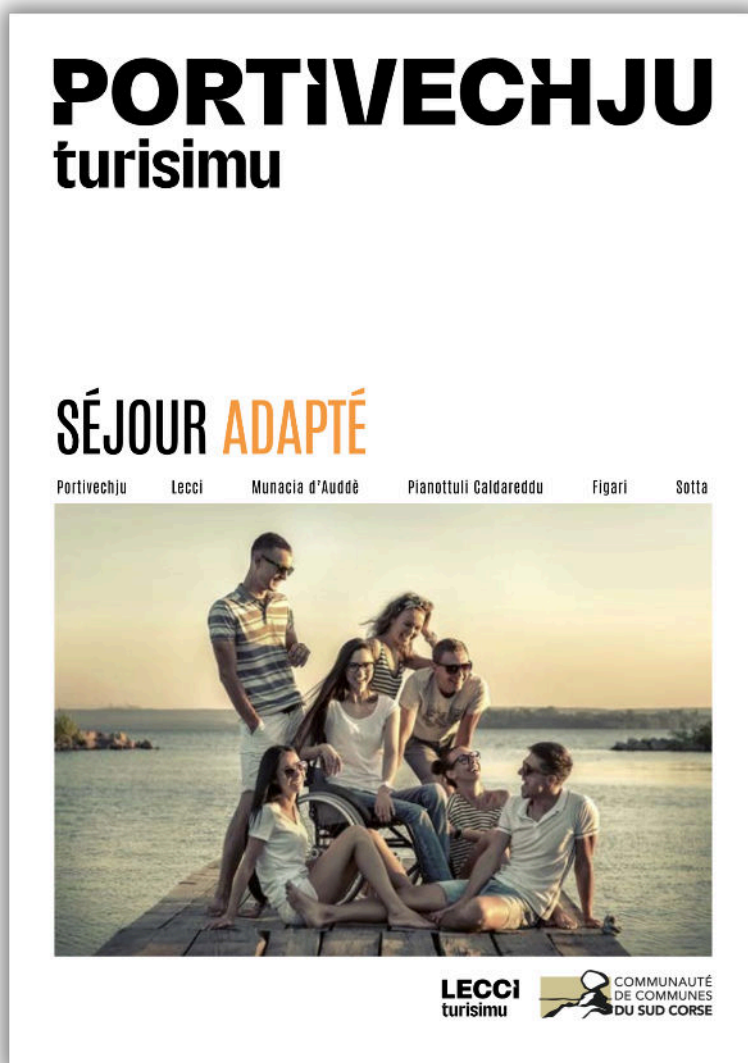 PORTIVECHJU
turisimu
SÉJOUR ADAPTÉ
Portivechju Lecci Munacia d'Auddè Pianottuli Caldareddu Figari Sotta
LECCI
turisimu
COMMUNAUTÉ
DE COMMUNES
DU SUD CORSE